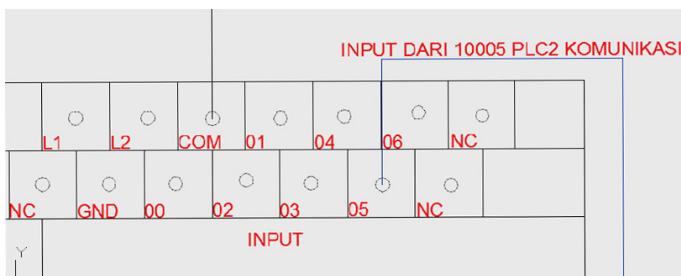 INPUT DARI 10005 PLC2 KOMUNIKASI
L1 L2 COM 01 04 06 NC
NC GND 00 02 03 05 NC
INPUT
Y